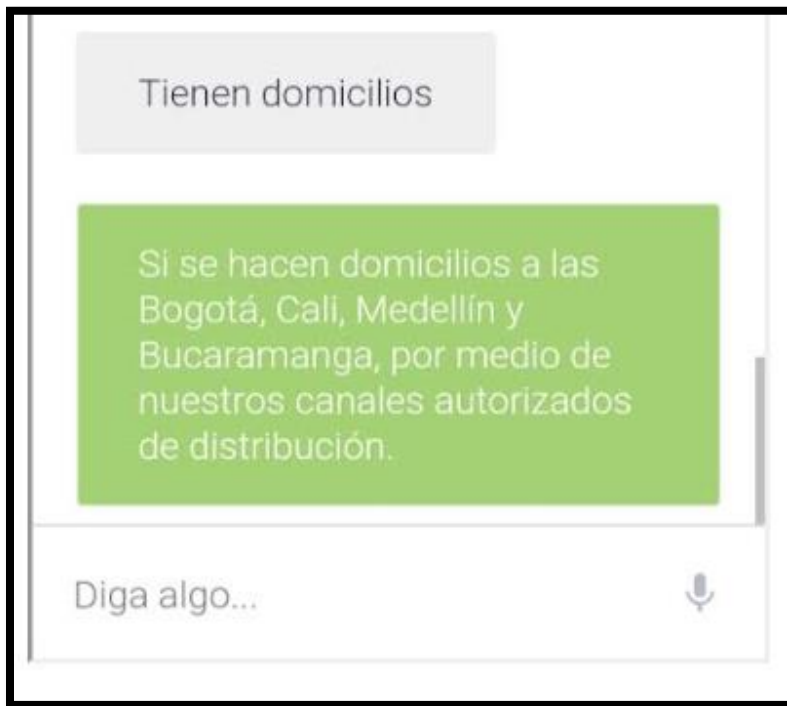 Tienen domicilios
Si se hacen domicilios a las
Bogotá, Cali, Medellín y
Bucaramanga, por medio de
nuestros canales autorizados
de distribución.
Diga algo...